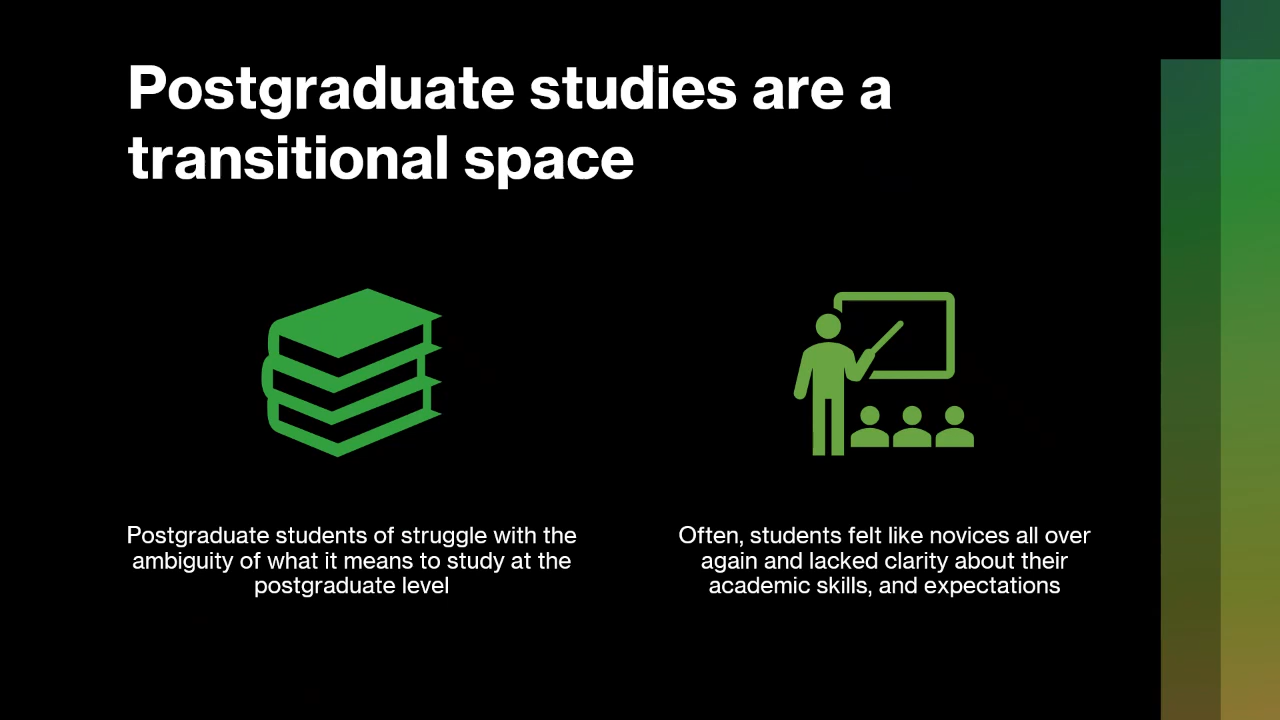 Postgraduate studies are a
transitional space
Postgraduate students of struggle with the
ambiguity of what it means to study at the
postgraduate level
Often, students felt like novices all over
again and lacked clarity about their
academic skills, and expectations